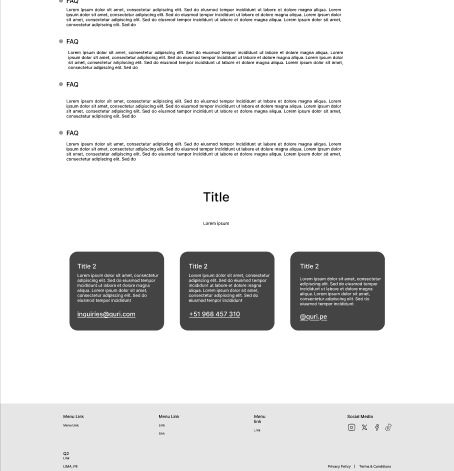 FAQ
Lorem ipsum dolor sit amet, consectetur adipiscing elit. Sed do eiusmod tempor incididunt ut labore et dolore magna aliqua. Lorem ipsum
dolor sit amet, consectetur adipiscing elit. Sed do eiusmod tempor incididunt ut labore et dolore magna aliqua. Lorem ipsum dolor sit
amet, consectetur adipiscing elit. Sed do eiusmod tempor incididunt ut labore et dolore magna aliqua. Lorem ipsum dolor sit amet,
consectetur adipiscing elit. Sed do
FAQ
Lorem ipsum dolor sit amet, consectetur adipiscing elit. Sed do eiusmod tempor incididunt ut labore et dolore magna aliqua. Lorem
ipsum dolor sit amet, consectetur adipiscing elit. Sed do eiusmod tempor incididunt ut labore et dolore magna aliqua. Lorem ipsum dolor
sit amet, consectetur adipiscing elit. Sed do eiusmod tempor incididunt ut labore et dolore magna aliqua. Lorem ipsum dolor sit amet,
consectetur adipiscing elit. Sed do
FAQ
Lorem ipsum dolor sit amet, consectetur adipiscing elit. Sed do eiusmod tempor incididunt ut labore et dolore magna aliqua. Lorem
ipsum dolor sit amet, consectetur adipiscing elit. Sed do eiusmod tempor incididunt ut labore et dolore magna aliqua. Lorem ipsum dolor
sit amet, consectetur adipiscing elit. Sed do eiusmod tempor incididunt ut labore et dolore magna aliqua. Lorem ipsum dolor sit amet,
consectetur adipiscing elit. Sed do
FAQ
Lorem ipsum dolor sit amet, consectetur adipiscing elit. Sed do eiusmod tempor incididunt ut labore et dolore magna aliqua. Lorem ipsum
dolor sit amet, consectetur adipiscing elit. Sed do eiusmod tempor incididunt ut labore et dolore magna aliqua. Lorem ipsum dolor sit
amet, consectetur adipiscing elit. Sed do eiusmod tempor incididunt ut labore et dolore magna aliqua. Lorem ipsum dolor sit amet,
consectetur adipiscing elit. Sed do
Title
Lorem ipsum
Title 2
Lorem ipsum dolor sit amet, consectetur
adipiscing elit. Sed do eiusmod tempor
incididunt ut labore et dolore magna
aliqua. Lorem ipsum dolor sit amet,
consectetur adipiscing elit. Sed do
eiusmod tempor incididunt
inquiries@quri.com
Title 2
Lorem ipsum dolor sit amet, consectetur
adipiscing elit. Sed do eiusmod tempor
incididunt ut labore et dolore magna
aliqua. Lorem ipsum dolor sit amet,
consectetur adipiscing elit. Sed do
eiusmod tempor incididunt
+51 966 457 310
Title 2
Lorem ipsum dolor sit amet, consectetur
adipiscing elit. Sed do eiusmod tempor
incididunt ut labore et dolore magna
aliqua. Lorem ipsum dolor sit amet,
consectetur adipiscing elit. Sed do
eiusmod tempor incididunt
@quri.pe
Menu Link
Menu link
Menu Link
Link
Link
Menu
link
Link
Social Media
Link
LIMA, PE
Privacy Policy | Terms & Conditions